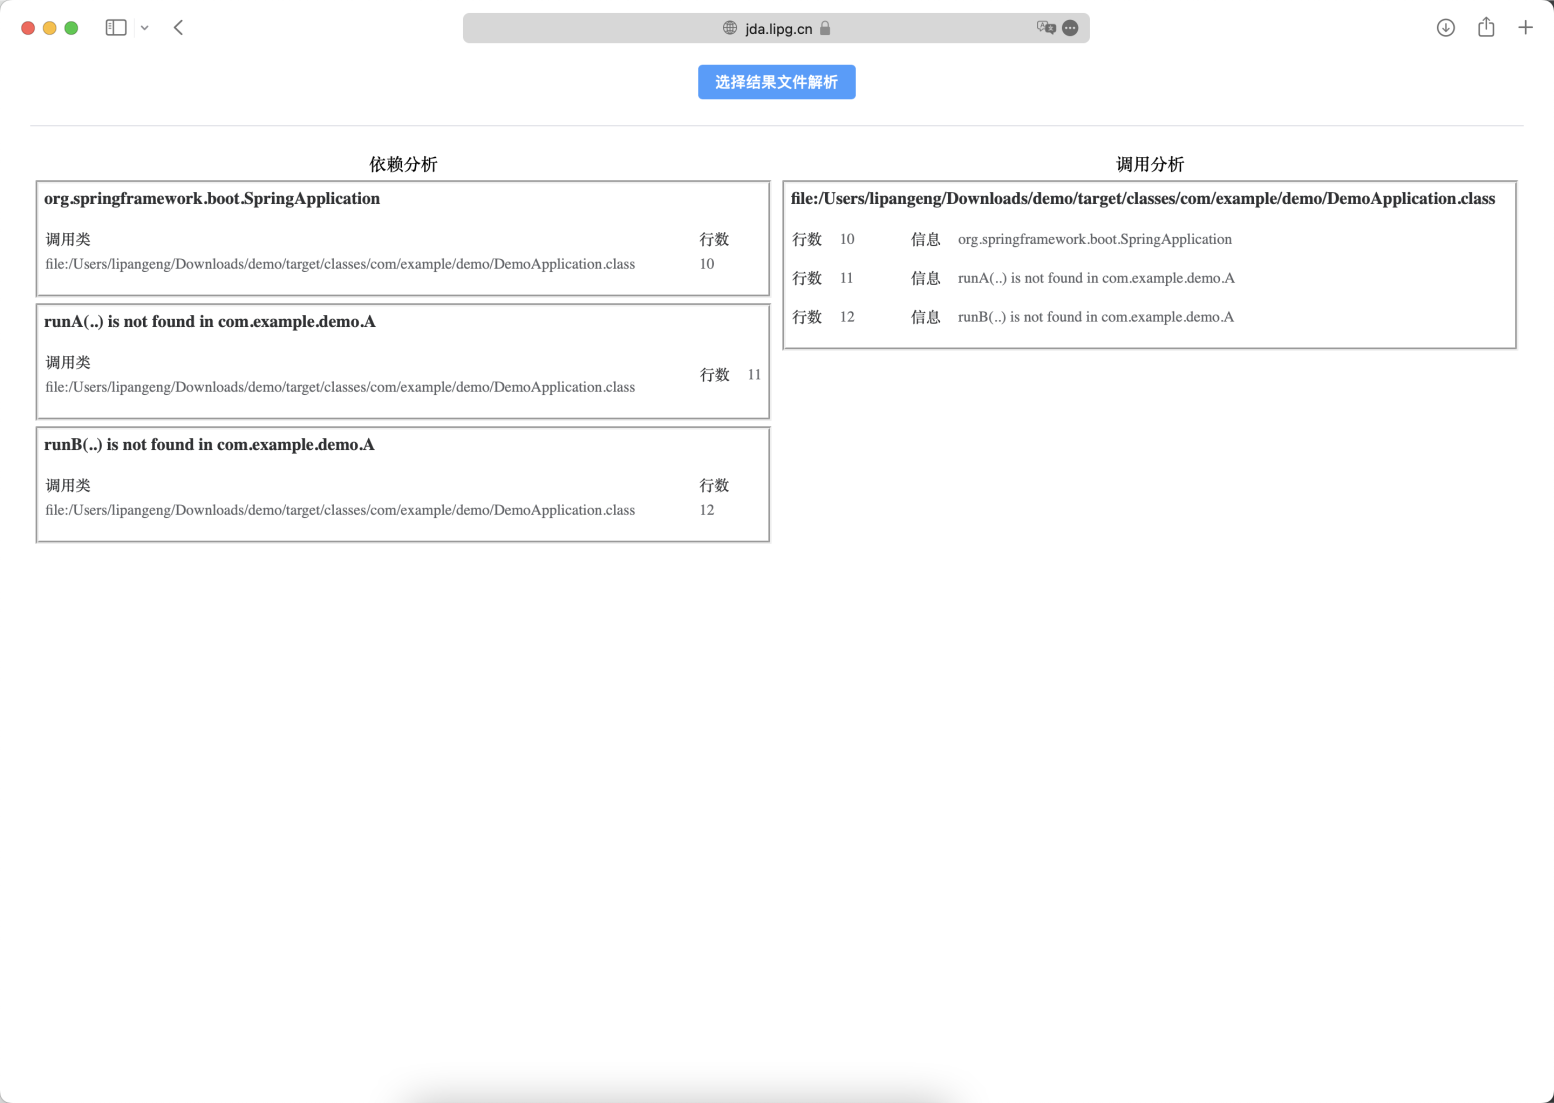 jda.lipg.cn
选择结果文件解析
依赖分析
org.springframework.boot.SpringApplication
调用类 行数
file:/Users/lipangeng/Downloads/demo/target/classes/com/example/demo/DemoApplication.class 10
runA(..) is not found in com.example.demo.A
调用类
file:/Users/lipangeng/Downloads/demo/target/classes/com/example/demo/DemoApplication.class
行数 11
runB(..) is not found in com.example.demo.A
调用类 行数
file:/Users/lipangeng/Downloads/demo/target/classes/com/example/demo/DemoApplication.class 12
调用分析
file:/Users/lipangeng/Downloads/demo/target/classes/com/example/demo/DemoApplication.class
行数 10 信息 org.springframework.boot.SpringApplication
行数 11 信息 runA(..) is not found in com.example.demo.A
行数 12 信息 runB(..) is not found in com.example.demo.A